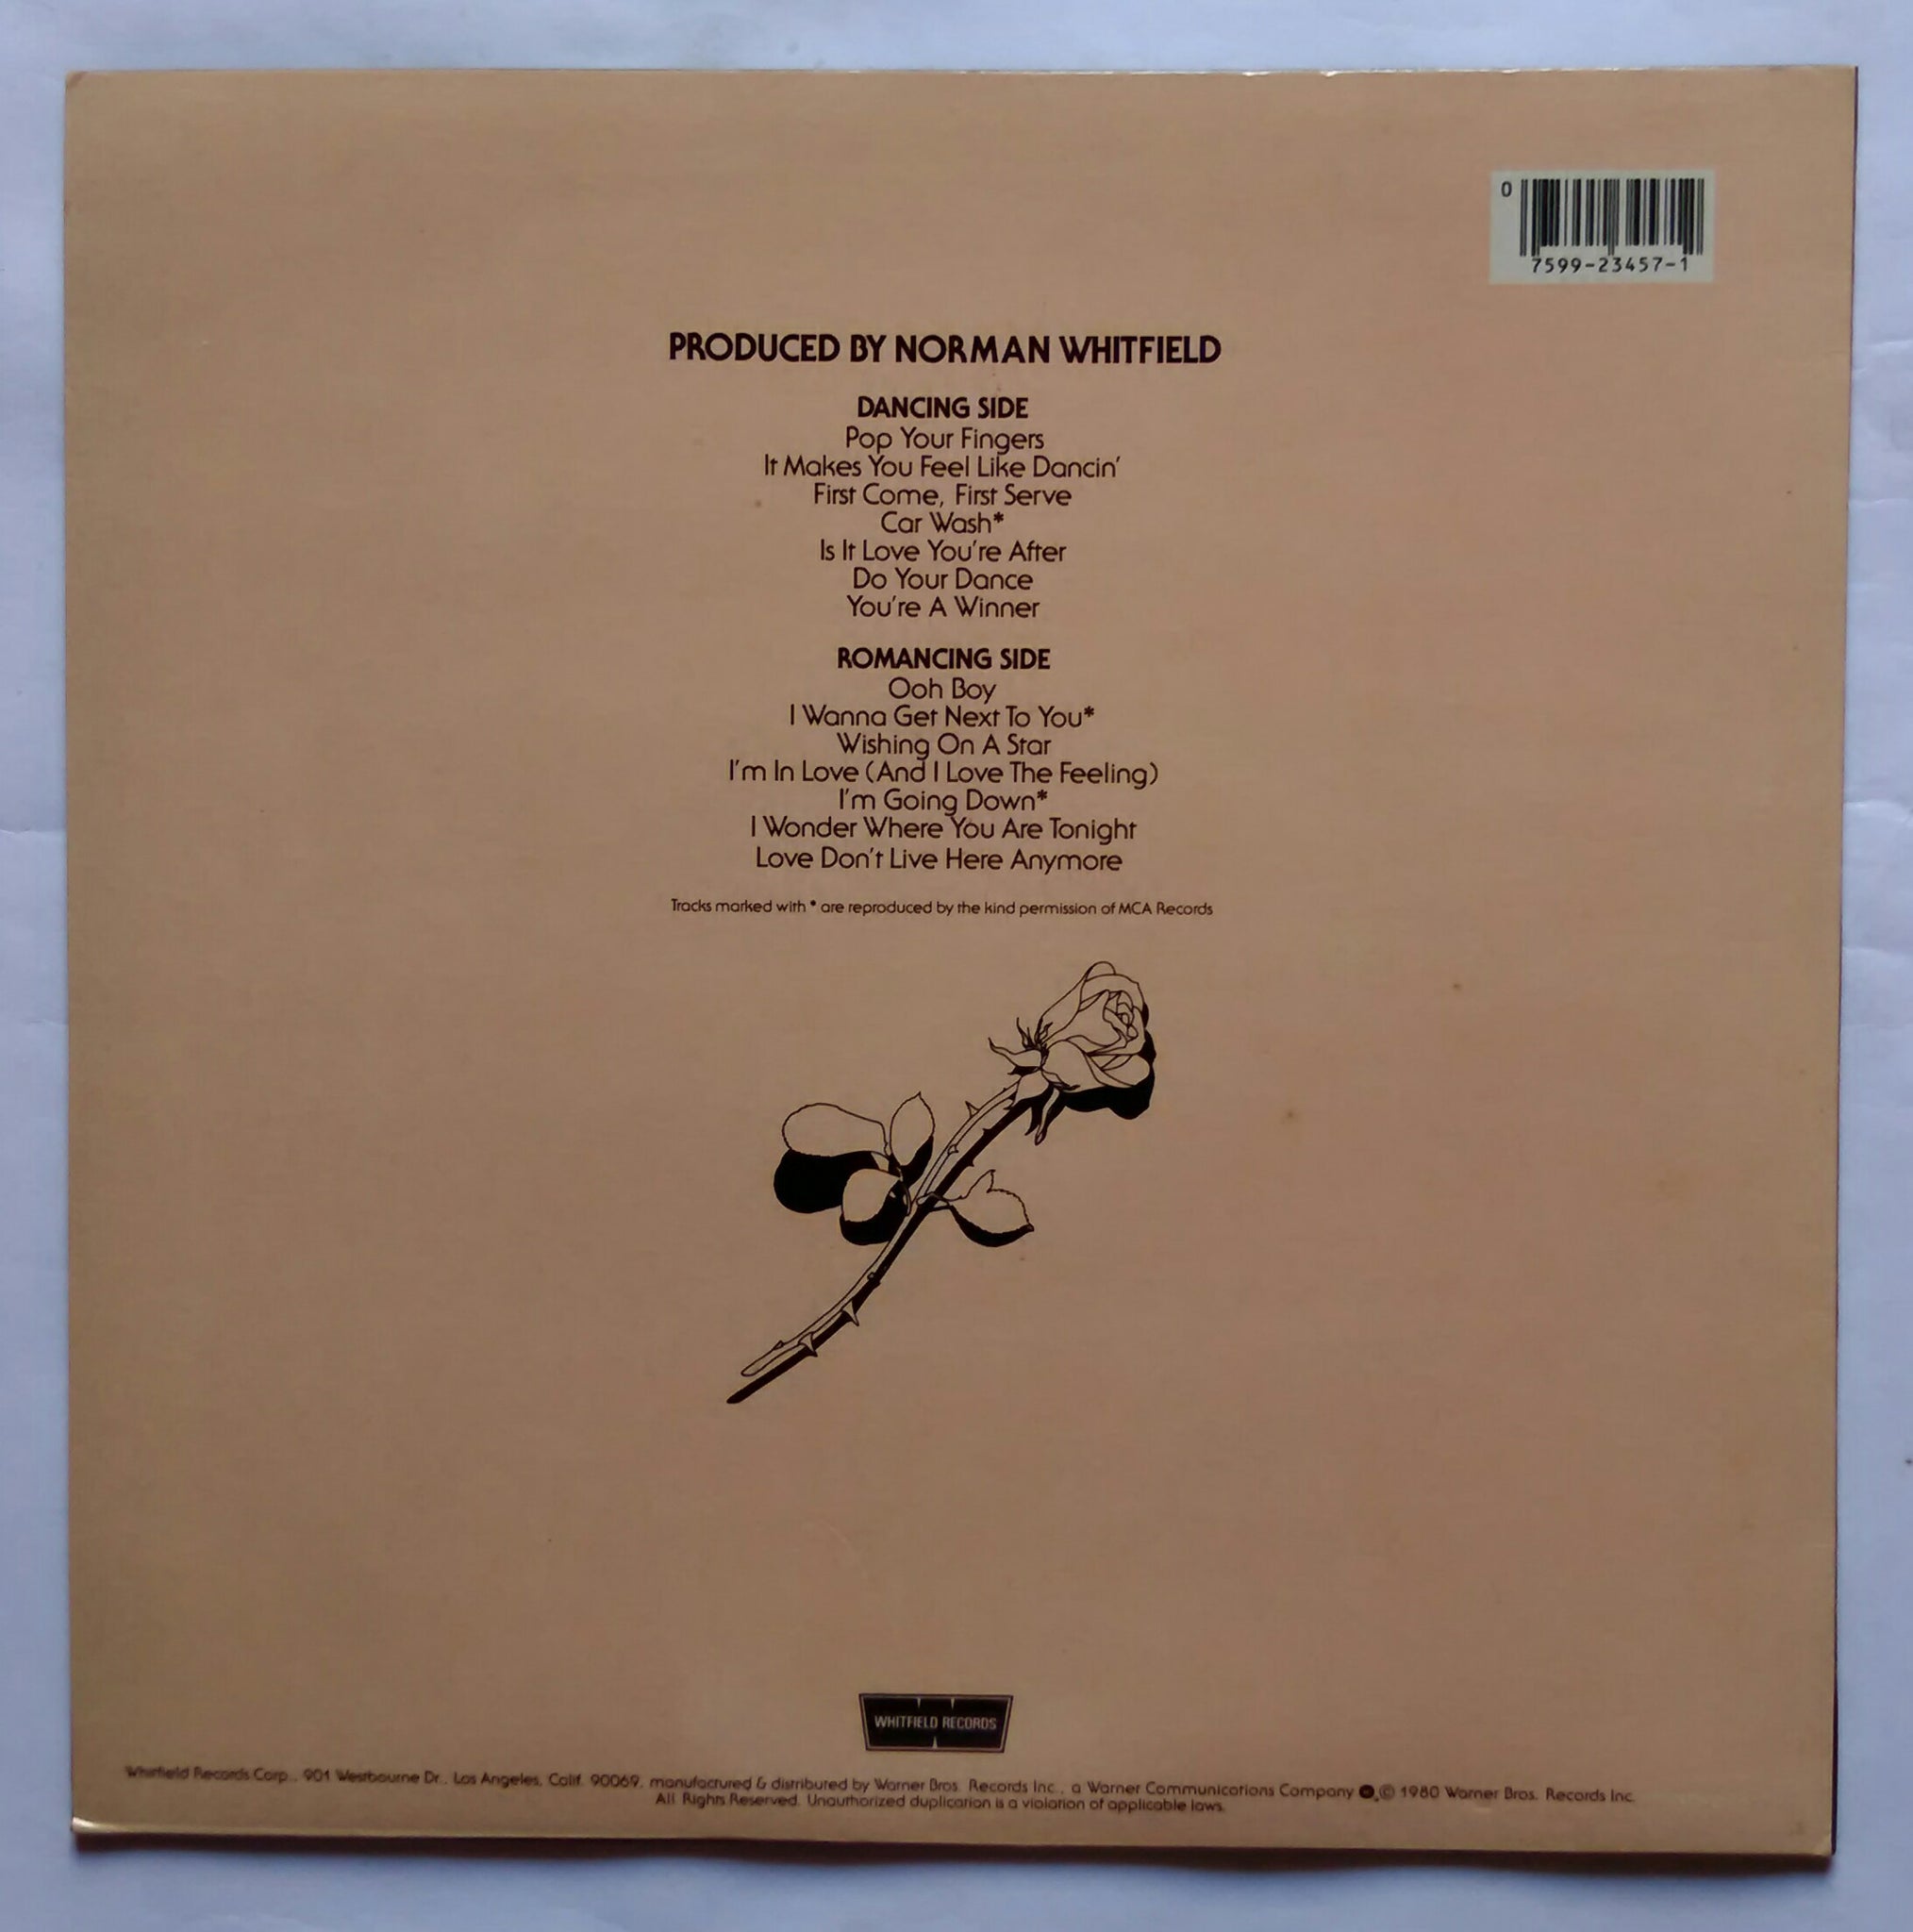 0
7599-23457-1
PRODUCED BY NORMAN WHITFIELD
DANCING SIDE
Pop Your Fingers
It Makes You Feel Like Dancin'
First Come, First Serve
Car Wash*
Is It Love You're After
Do Your Dance
You're A Winner
ROMANCING SIDE
Ooh Boy
I Wanna Get Next To You*
Wishing On A Star
I'm In Love (And I Love The Feeling)
I'm Going Down*
I Wonder Where You Are Tonight
Love Don't Live Here Anymore
Tracks marked with * are reproduced by the kind permission of MCA Records
WHITFIELD RECORDS
Whitfield Records Corp., 901 Westbourne Dr., Los Angeles, Calif. 90069, manufactured & distributed by Warner Bros. Records Inc., a Warner Communications Company ℗,© 1980 Warner Bros. Records Inc.
All Rights Reserved. Unauthorized duplication is a violation of applicable laws.